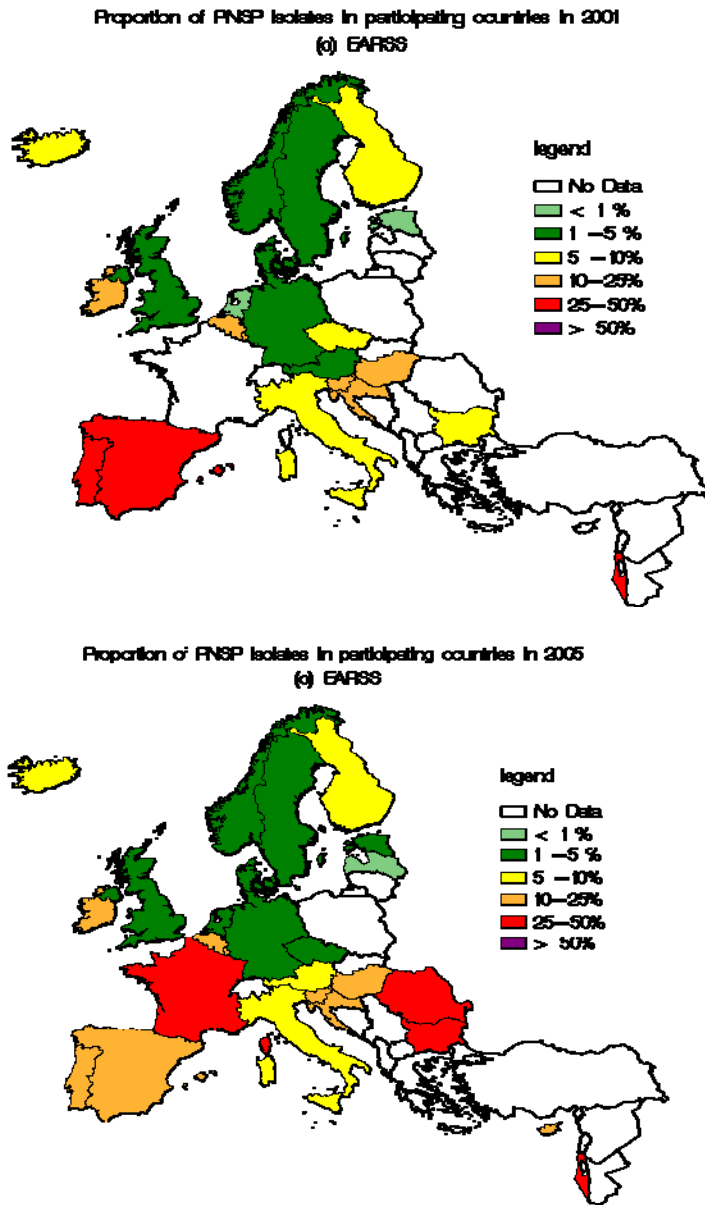 Proportion of PNSP isolates in participating countries in 2001
(c) EARSS
legend
No Data
< 1 %
1 –5 %
5 –10%
10–25%
25–50%
> 50%
Proportion of PNSP isolates in participating countries in 2005
(c) EARSS
legend
No Data
< 1 %
1 –5 %
5 –10%
10–25%
25–50%
> 50%